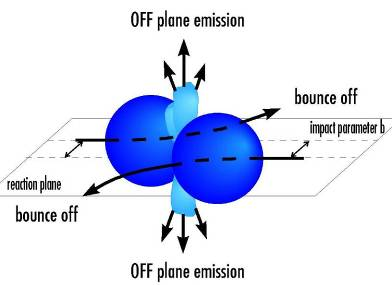 OFF plane emission
bounce off
impact parameter b
reaction plane
bounce off
OFF plane emission